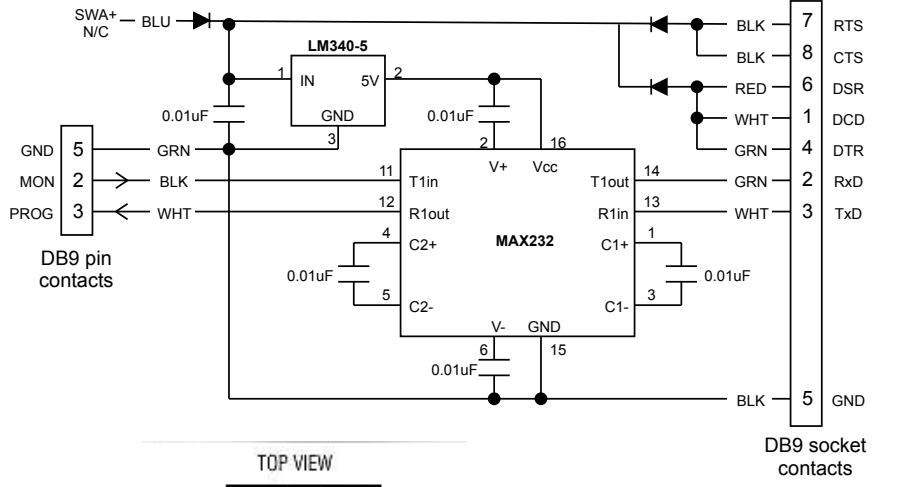 SWA+
N/C
BLU
LM340-5
1 IN 5V 2
GND
3
0.01uF
0.01uF
BLK 7 RTS
BLK 8 CTS
RED 6 DSR
WHT 1 DCD
GRN 4 DTR
GRN 2 RxD
WHT 3 TxD
BLK 5 GND
DB9 socket
contacts
GND 5 GRN
MON 2 BLK
PROG 3 WHT
DB9 pin
contacts
2 16
V+ Vcc
11 T1in T1out 14
12 R1out R1in 13
MAX232
4 C2+ C1+ 1
0.01uF 0.01uF
5 C2- C1- 3
V- GND
6 15
0.01uF
TOP VIEW